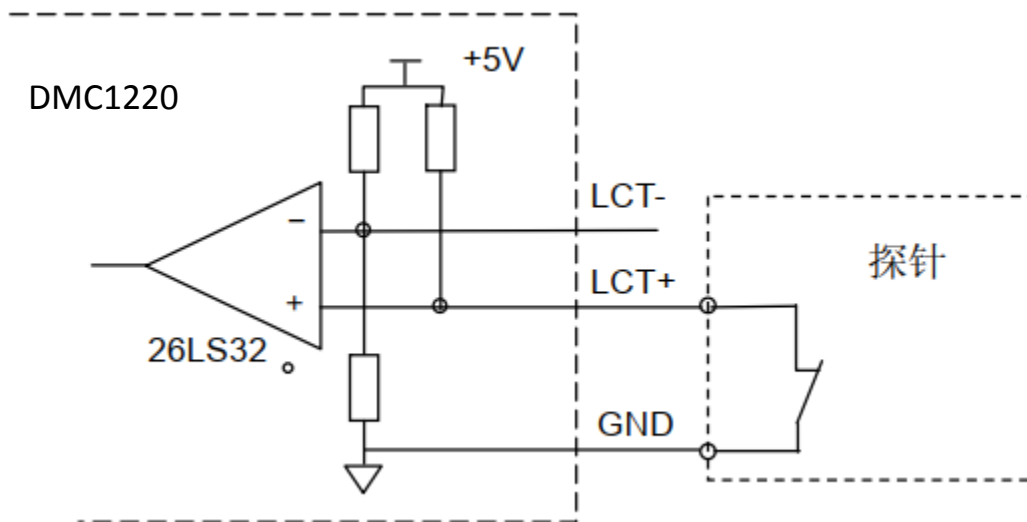 +5V
DMC1220
LCT-
−
探针
LCT+
+
26LS32
GND